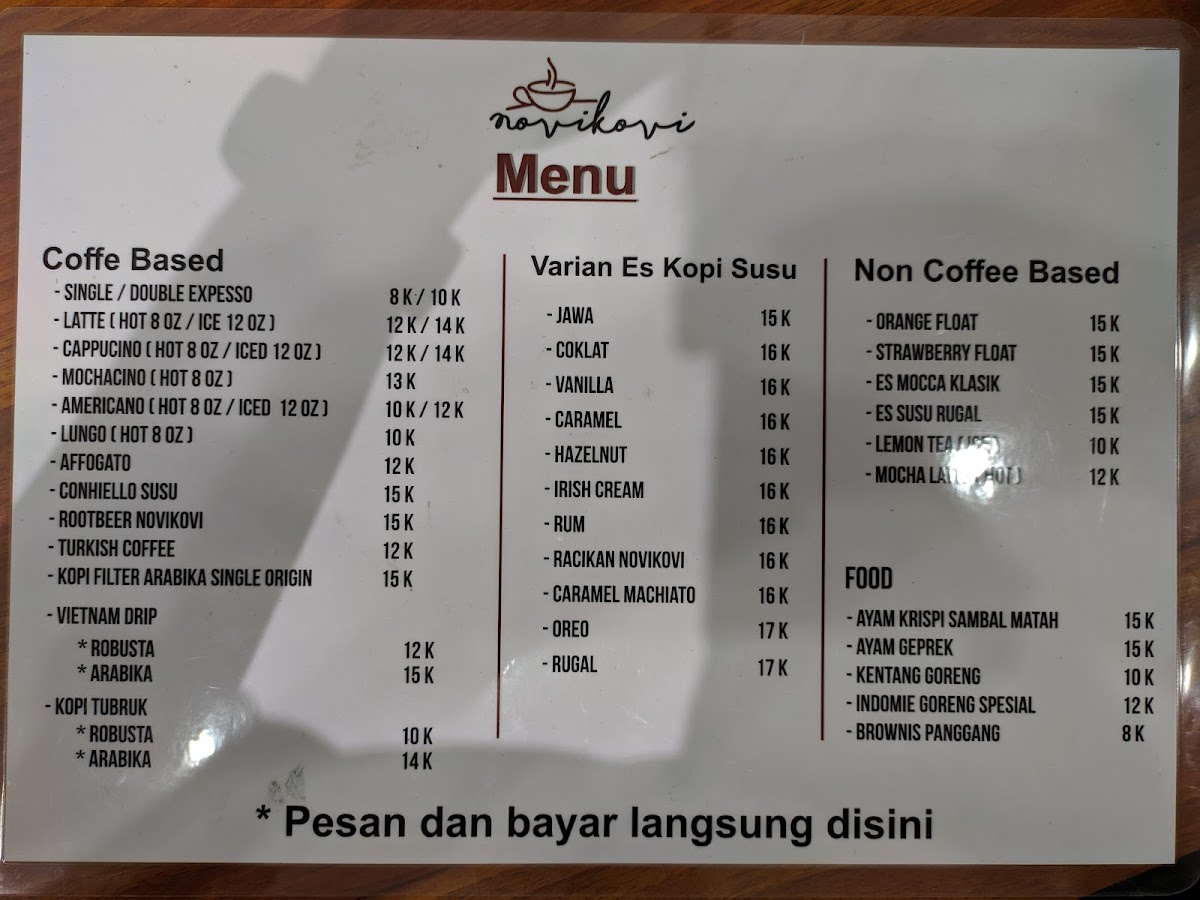 novikovi
Menu
Coffe Based
- SINGLE / DOUBLE EXPESSO 8 K / 10 K
- LATTE ( HOT 8 OZ / ICE 12 OZ ) 12 K / 14 K
- CAPPUCINO ( HOT 8 OZ / ICED 12 OZ ) 12 K / 14 K
- MOCHACINO ( HOT 8 OZ ) 13 K
- AMERICANO ( HOT 8 OZ / ICED 12 OZ ) 10 K / 12 K
- LUNGO ( HOT 8 OZ ) 10 K
- AFFOGATO 12 K
- CONHIELLO SUSU 15 K
- ROOTBEER NOVIKOVI 15 K
- TURKISH COFFEE 12 K
- KOPI FILTER ARABIKA SINGLE ORIGIN 15 K
- VIETNAM DRIP
* ROBUSTA 12 K
* ARABIKA 15 K
- KOPI TUBRUK
* ROBUSTA 10 K
* ARABIKA 14 K
Varian Es Kopi Susu
- JAWA 15 K
- COKLAT 16 K
- VANILLA 16 K
- CARAMEL 16 K
- HAZELNUT 16 K
- IRISH CREAM 16 K
- RUM 16 K
- RACIKAN NOVIKOVI 16 K
- CARAMEL MACHIATO 16 K
- OREO 17 K
- RUGAL 17 K
Non Coffee Based
- ORANGE FLOAT 15 K
- STRAWBERRY FLOAT 15 K
- ES MOCCA KLASIK 15 K
- ES SUSU RUGAL 15 K
- LEMON TEA 10 K
- MOCHA 12 K
FOOD
- AYAM KRISPI SAMBAL MATAH 15 K
- AYAM GEPREK 15 K
- KENTANG GORENG 10 K
- INDOMIE GORENG SPESIAL 12 K
- BROWNIS PANGGANG 8 K
* Pesan dan bayar langsung disini